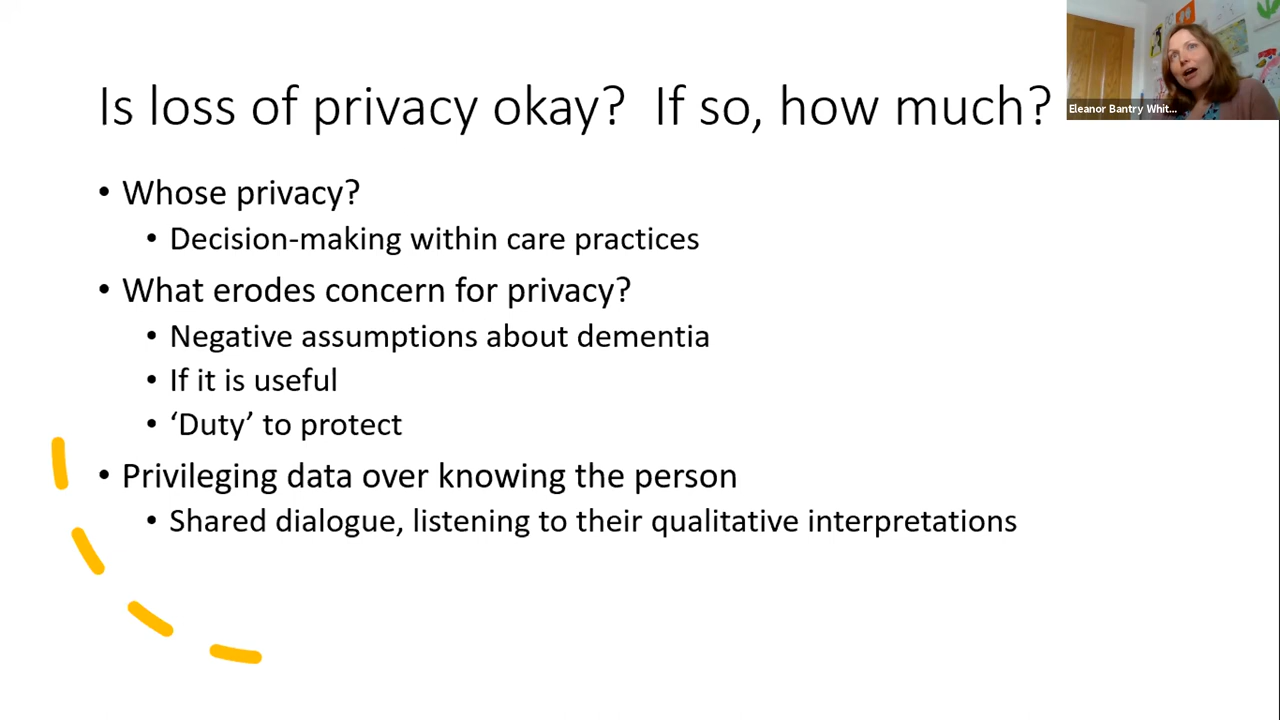 Is loss of privacy okay?  If so, how much?
Eleanor Bantry Whit...
• Whose privacy?
• Decision-making within care practices
• What erodes concern for privacy?
• Negative assumptions about dementia
• If it is useful
• ‘Duty’ to protect
• Privileging data over knowing the person
• Shared dialogue, listening to their qualitative interpretations